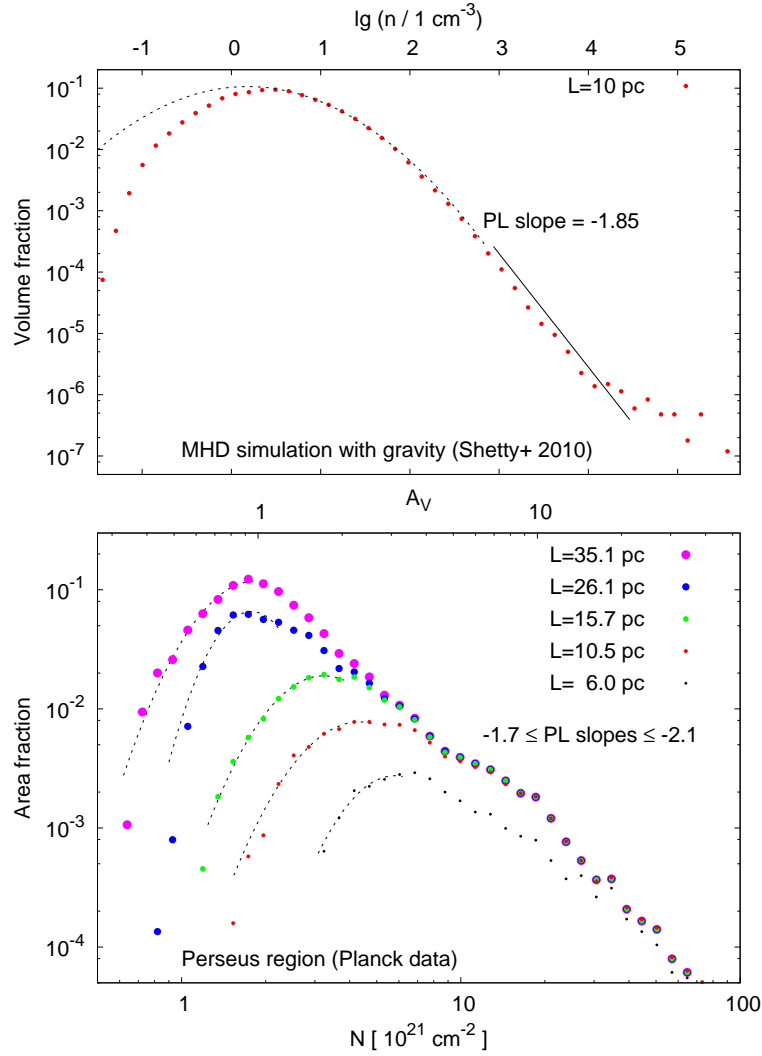 lg (n / 1 cm⁻³)
-1 0 1 2 3 4 5
10⁻¹
10⁻²
10⁻³
10⁻⁴
10⁻⁵
10⁻⁶
10⁻⁷
Volume fraction
L=10 pc
PL slope = -1.85
MHD simulation with gravity (Shetty+ 2010)
A_V
1 10
10⁻¹
10⁻²
10⁻³
10⁻⁴
Area fraction
L=35.1 pc
L=26.1 pc
L=15.7 pc
L=10.5 pc
L= 6.0 pc
-1.7 ≤ PL slopes ≤ -2.1
Perseus region (Planck data)
1 10 100
N [ 10²¹ cm⁻² ]